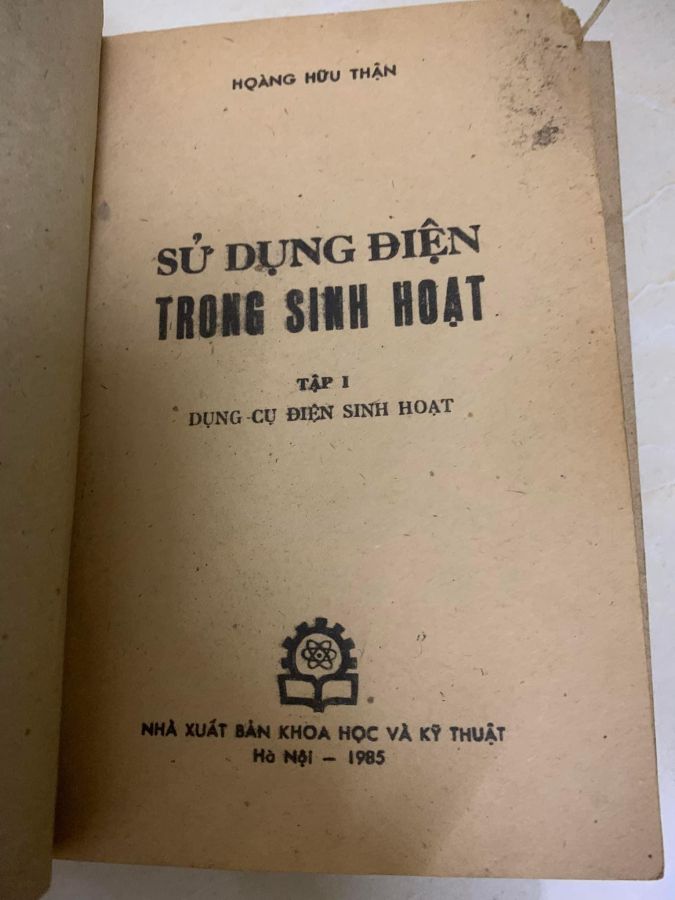 HOÀNG HỮU THẬN
SỬ DỤNG ĐIỆN
TRONG SINH HOẠT
TẬP I
DỤNG CỤ ĐIỆN SINH HOẠT
NHÀ XUẤT BẢN KHOA HỌC VÀ KỸ THUẬT
Hà Nội – 1985